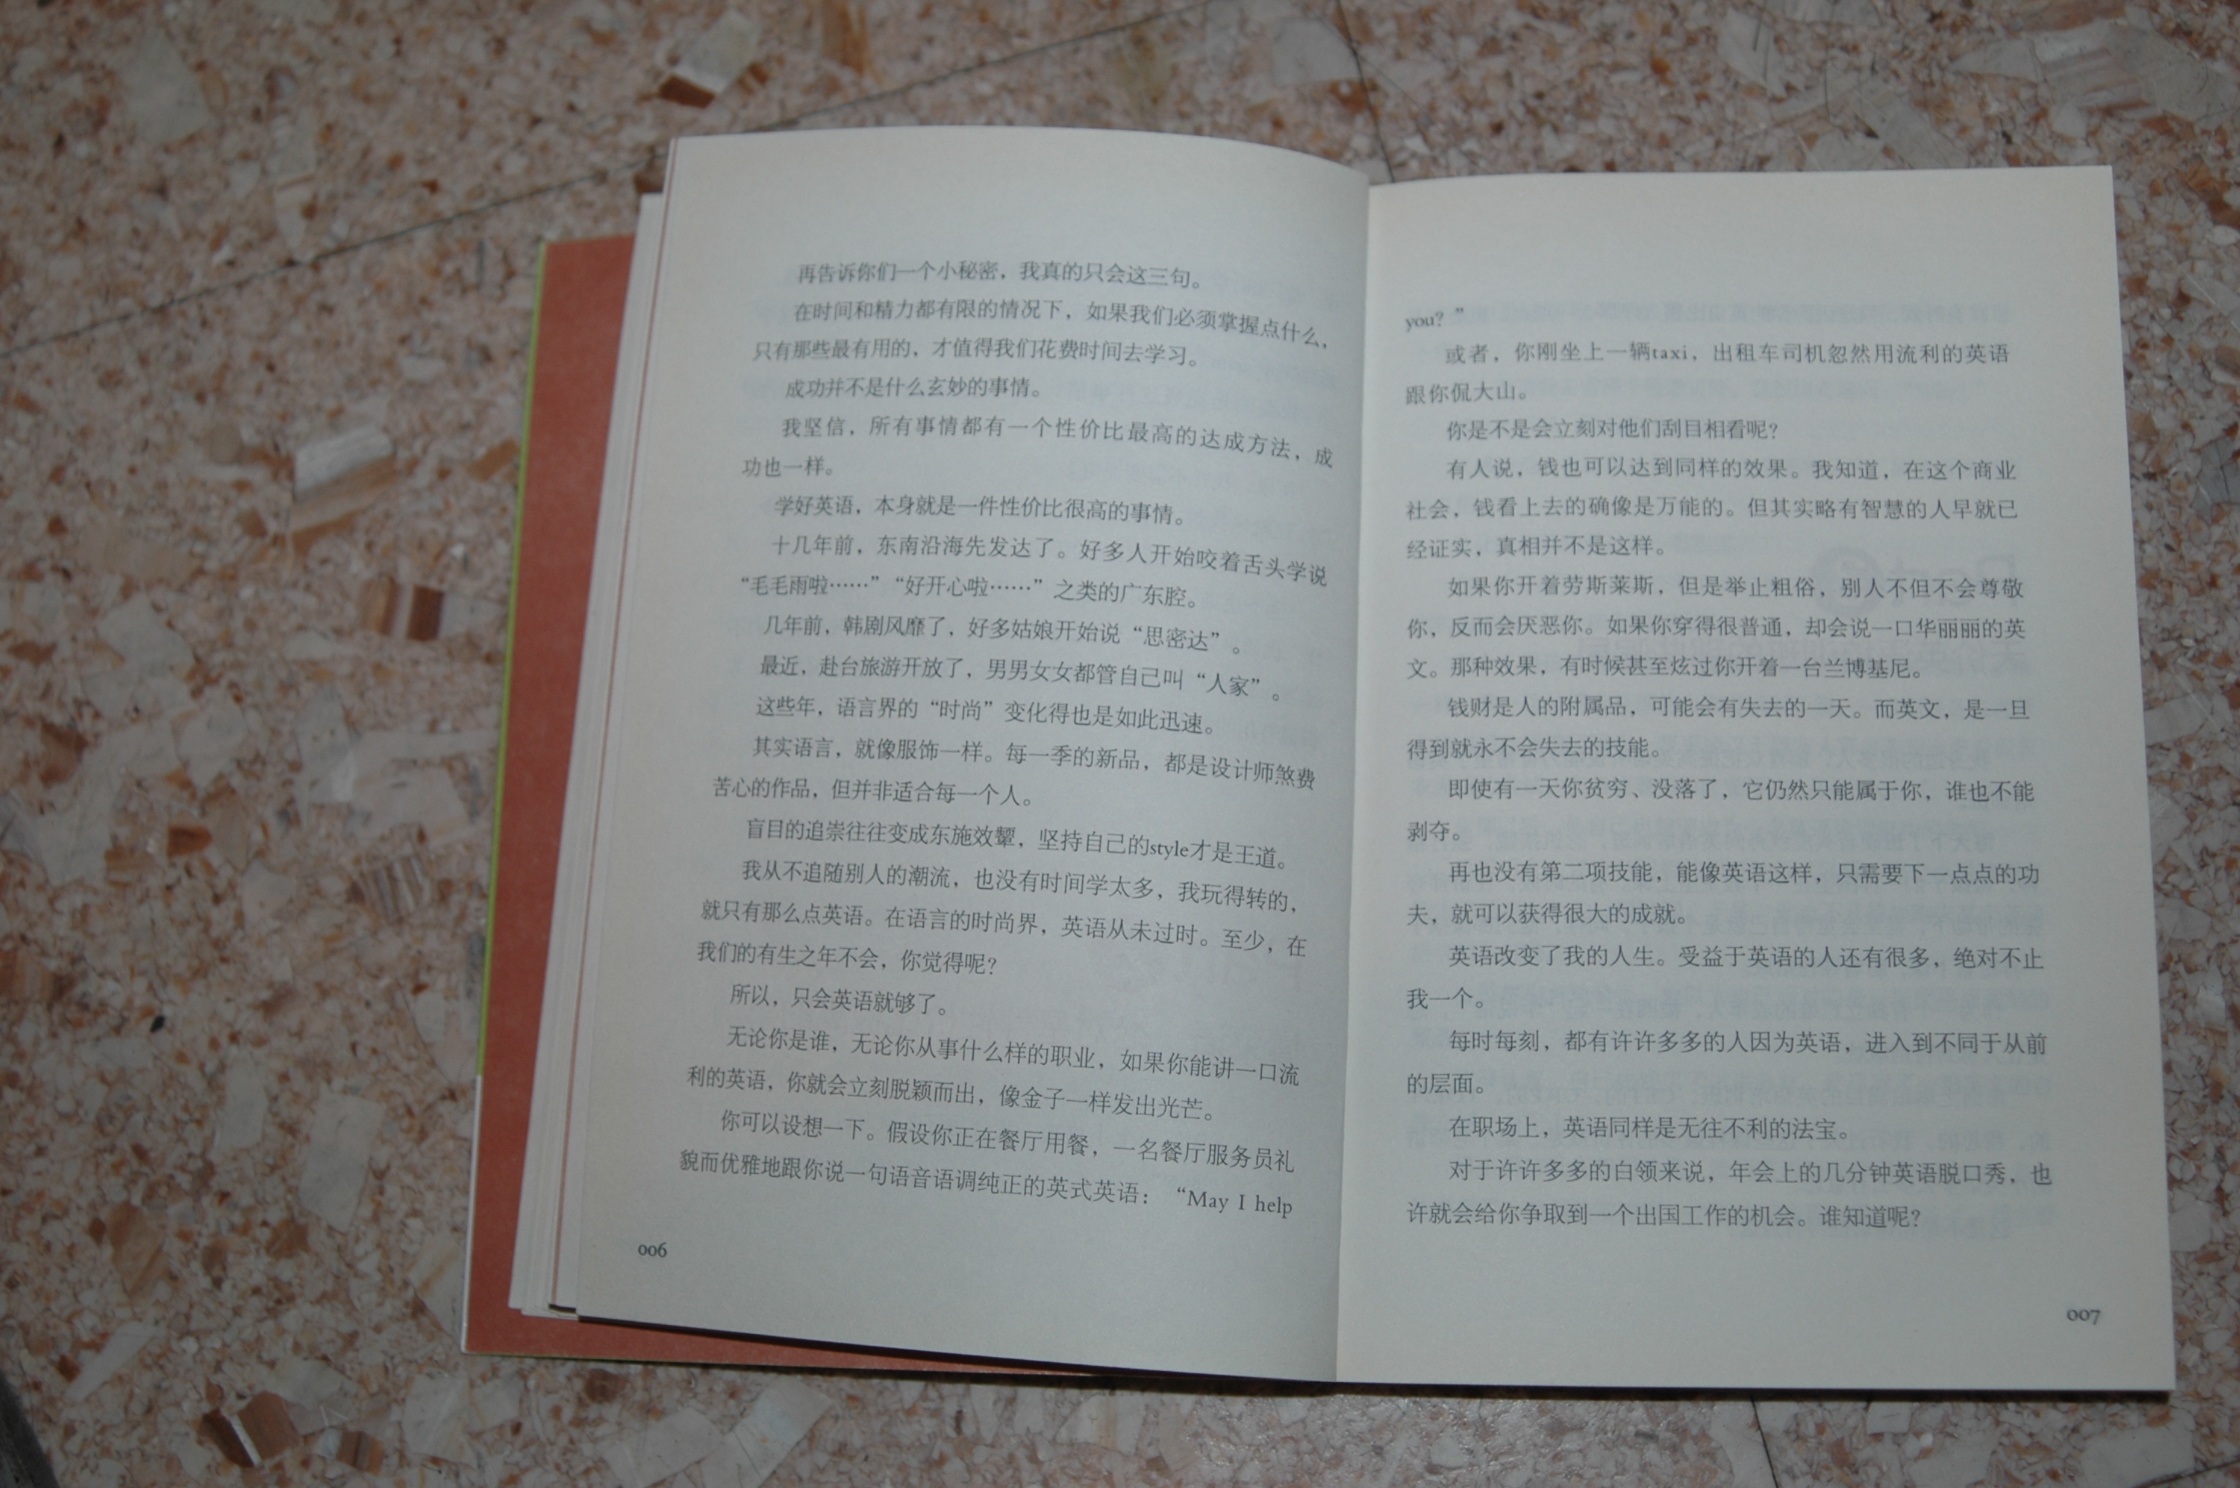 再告诉你们一个小秘密，我真的只会这三句。
在时间和精力都有限的情况下，如果我们必须掌握点什么，
只有那些最有用的，才值得我们花费时间去学习。
成功并不是什么玄妙的事情。
我坚信，所有事情都有一个性价比最高的达成方法，成
功也一样。
学好英语，本身就是一件性价比很高的事情。
十几年前，东南沿海先发达了。好多人开始咬着舌头学说
“毛毛雨啦……”“好开心啦……”之类的广东腔。
几年前，韩剧风靡了，好多姑娘开始说“思密达”。
最近，赴台旅游开放了，男男女女都管自己叫“人家”。
这些年，语言界的“时尚”变化得也是如此迅速。
其实语言，就像服饰一样。每一季的新品，都是设计师煞费
苦心的作品，但并非适合每一个人。
盲目的追崇往往变成东施效颦，坚持自己的style才是王道。
我从不追随别人的潮流，也没有时间学太多，我玩得转的，
就只有那么点英语。在语言的时尚界，英语从未过时。至少，在
我们的有生之年不会，你觉得呢？
所以，只会英语就够了。
无论你是谁，无论你从事什么样的职业，如果你能讲一口流
利的英语，你就会立刻脱颖而出，像金子一样发出光芒。
你可以设想一下。假设你正在餐厅用餐，一名餐厅服务员礼
貌而优雅地跟你说一句语音语调纯正的英式英语：“May I help
006
you？”
或者，你刚坐上一辆taxi，出租车司机忽然用流利的英语
跟你侃大山。
你是不是会立刻对他们刮目相看呢？
有人说，钱也可以达到同样的效果。我知道，在这个商业
社会，钱看上去的确像是万能的。但其实略有智慧的人早就已
经证实，真相并不是这样。
如果你开着劳斯莱斯，但是举止粗俗，别人不但不会尊敬
你，反而会厌恶你。如果你穿得很普通，却会说一口华丽丽的英
文。那种效果，有时候甚至炫过你开着一台兰博基尼。
钱财是人的附属品，可能会有失去的一天。而英文，是一旦
得到就永不会失去的技能。
即使有一天你贫穷、没落了，它仍然只能属于你，谁也不能
剥夺。
再也没有第二项技能，能像英语这样，只需要下一点点的功
夫，就可以获得很大的成就。
英语改变了我的人生。受益于英语的人还有很多，绝对不止
我一个。
每时每刻，都有许许多多的人因为英语，进入到不同于从前
的层面。
在职场上，英语同样是无往不利的法宝。
对于许许多多的白领来说，年会上的几分钟英语脱口秀，也
许就会给你争取到一个出国工作的机会。谁知道呢？
007